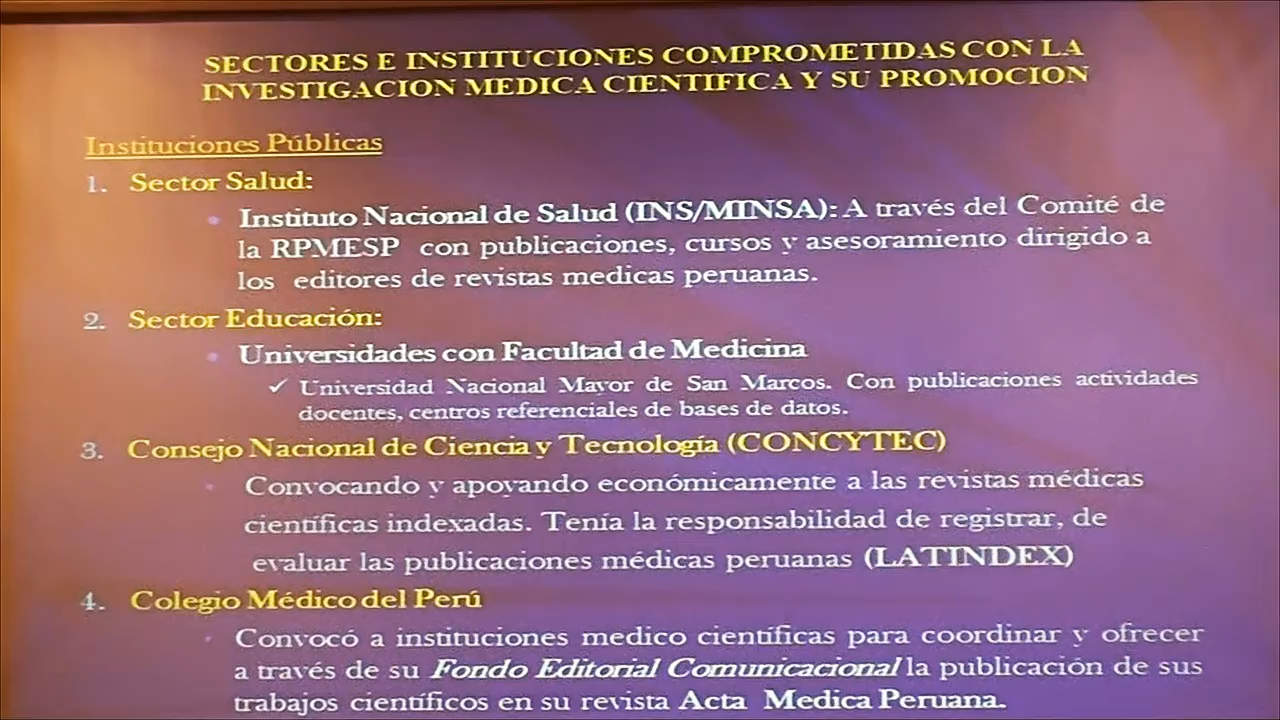 SECTORES E INSTITUCIONES COMPROMETIDAS CON LA
INVESTIGACION MEDICA CIENTIFICA Y SU PROMOCION
Instituciones Públicas
1. Sector Salud:
• Instituto Nacional de Salud (INS/MINSA): A través del Comité de
la RPMESP con publicaciones, cursos y asesoramiento dirigido a
los editores de revistas medicas peruanas.
2. Sector Educación:
• Universidades con Facultad de Medicina
✓ Universidad Nacional Mayor de San Marcos. Con publicaciones actividades
docentes, centros referenciales de bases de datos.
3. Consejo Nacional de Ciencia y Tecnología (CONCYTEC)
• Convocando y apoyando económicamente a las revistas médicas
científicas indexadas. Tenía la responsabilidad de registrar, de
evaluar las publicaciones médicas peruanas (LATINDEX)
4. Colegio Médico del Perú
• Convocó a instituciones medico científicas para coordinar y ofrecer
a través de su Fondo Editorial Comunicacional la publicación de sus
trabajos científicos en su revista Acta Medica Peruana.